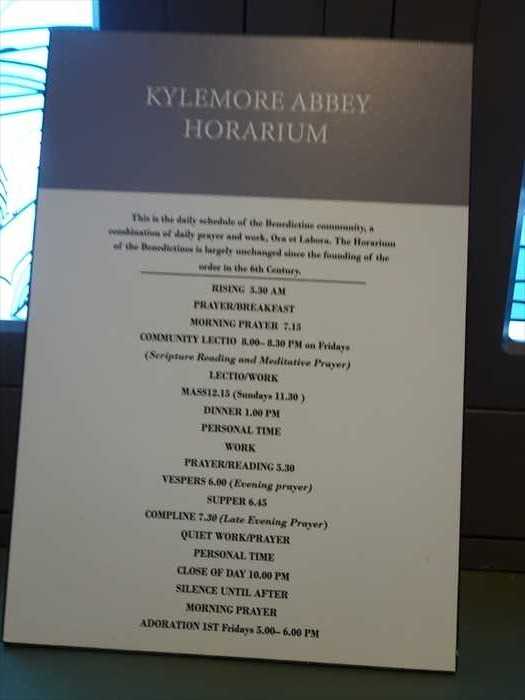 KYLEMORE ABBEY
HORARIUM
This is the daily schedule of the Benedictine community, a
combination of daily prayer and work, Ora et Labora. The Horarium
of the Benedictines is largely unchanged since the founding of the
order in the 6th Century.
RISING 5.30 AM
PRAYER/BREAKFAST
MORNING PRAYER 7.15
COMMUNITY LECTIO 8.00– 8.30 PM on Fridays
(Scripture Reading and Meditative Prayer)
LECTIO/WORK
MASS12.15 (Sundays 11.30 )
DINNER 1.00 PM
PERSONAL TIME
WORK
PRAYER/READING 5.30
VESPERS 6.00 (Evening prayer)
SUPPER 6.45
COMPLINE 7.30 (Late Evening Prayer)
QUIET WORK/PRAYER
PERSONAL TIME
CLOSE OF DAY 10.00 PM
SILENCE UNTIL AFTER
MORNING PRAYER
ADORATION 1ST Fridays 5.00– 6.00 PM